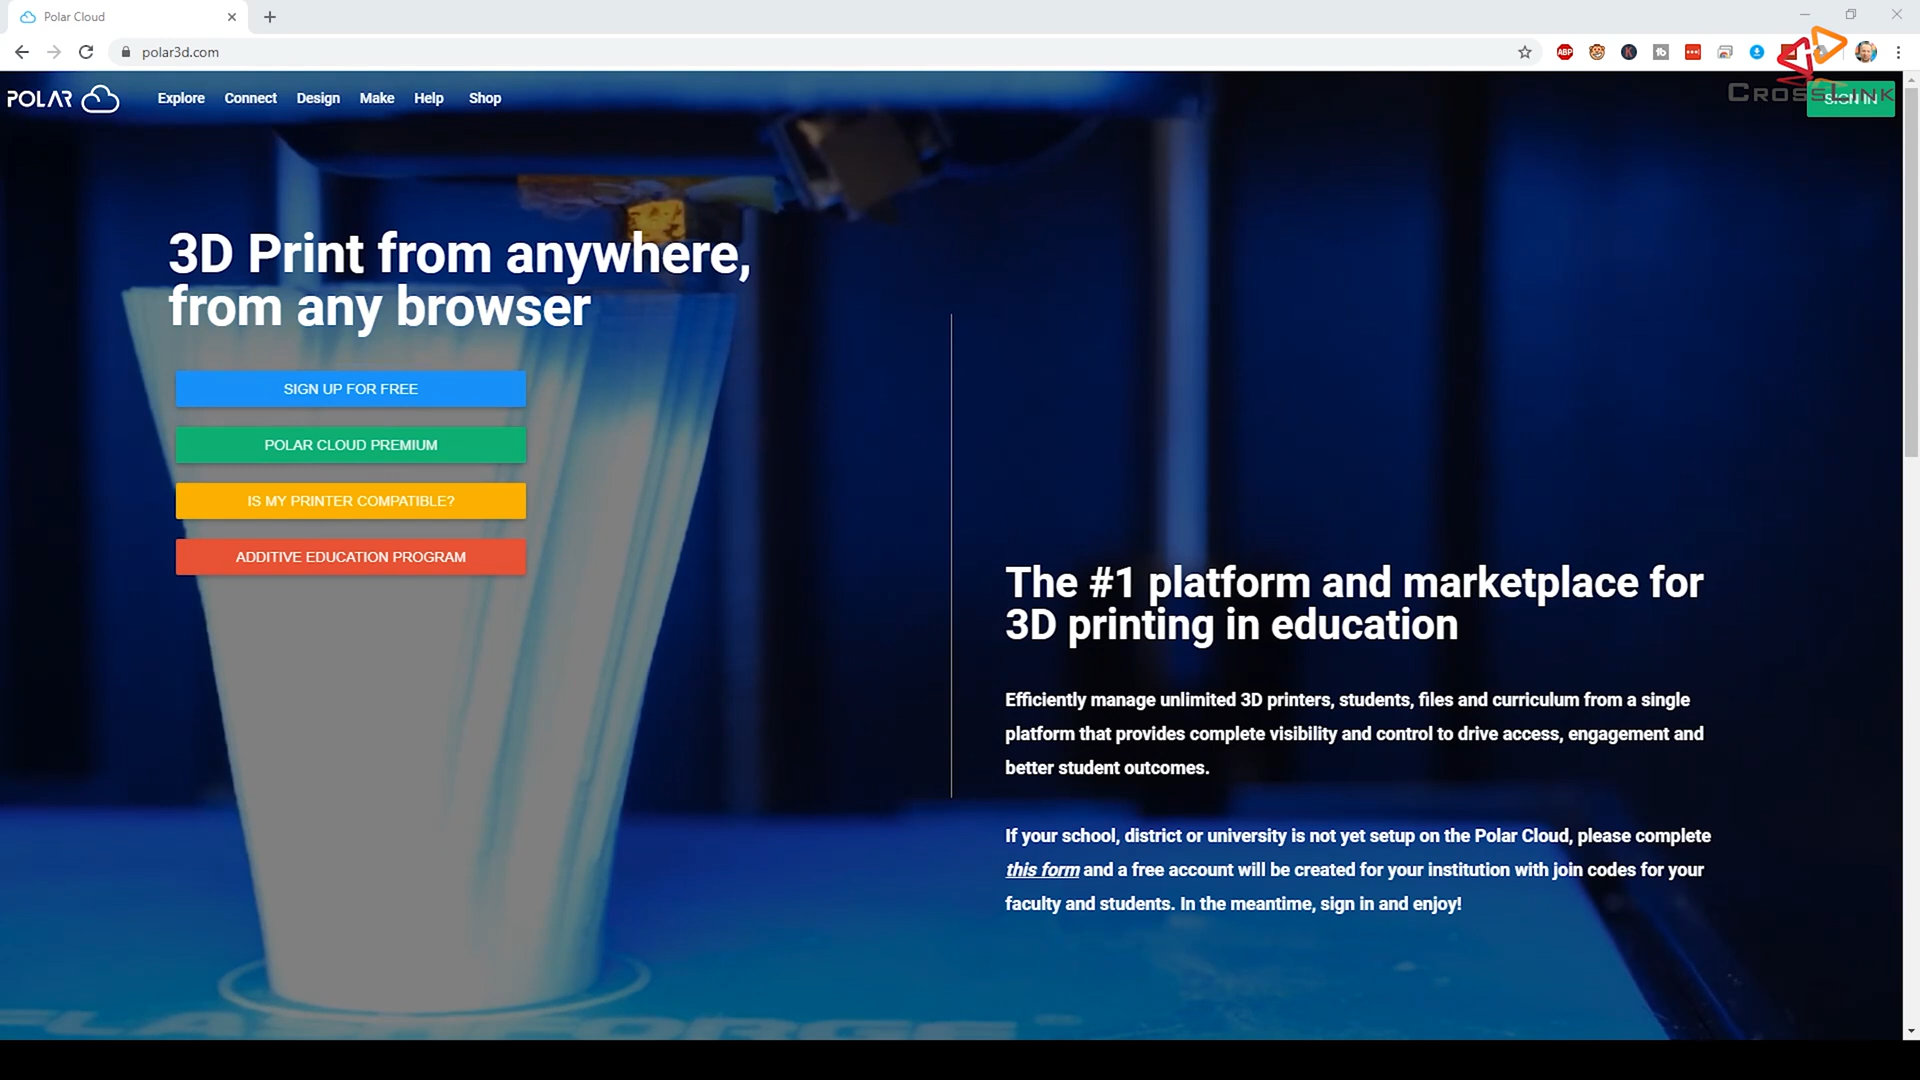 Polar Cloud
polar3d.com
ABP
POLAR
Explore
Connect
Design
Make
Help
Shop
CROSSLINK
SIGN IN
3D Print from anywhere,
from any browser
SIGN UP FOR FREE
POLAR CLOUD PREMIUM
IS MY PRINTER COMPATIBLE?
ADDITIVE EDUCATION PROGRAM
The #1 platform and marketplace for
3D printing in education
Efficiently manage unlimited 3D printers, students, files and curriculum from a single
platform that provides complete visibility and control to drive access, engagement and
better student outcomes.
If your school, district or university is not yet setup on the Polar Cloud, please complete
this form and a free account will be created for your institution with join codes for your
faculty and students. In the meantime, sign in and enjoy!
FLASHFORGE